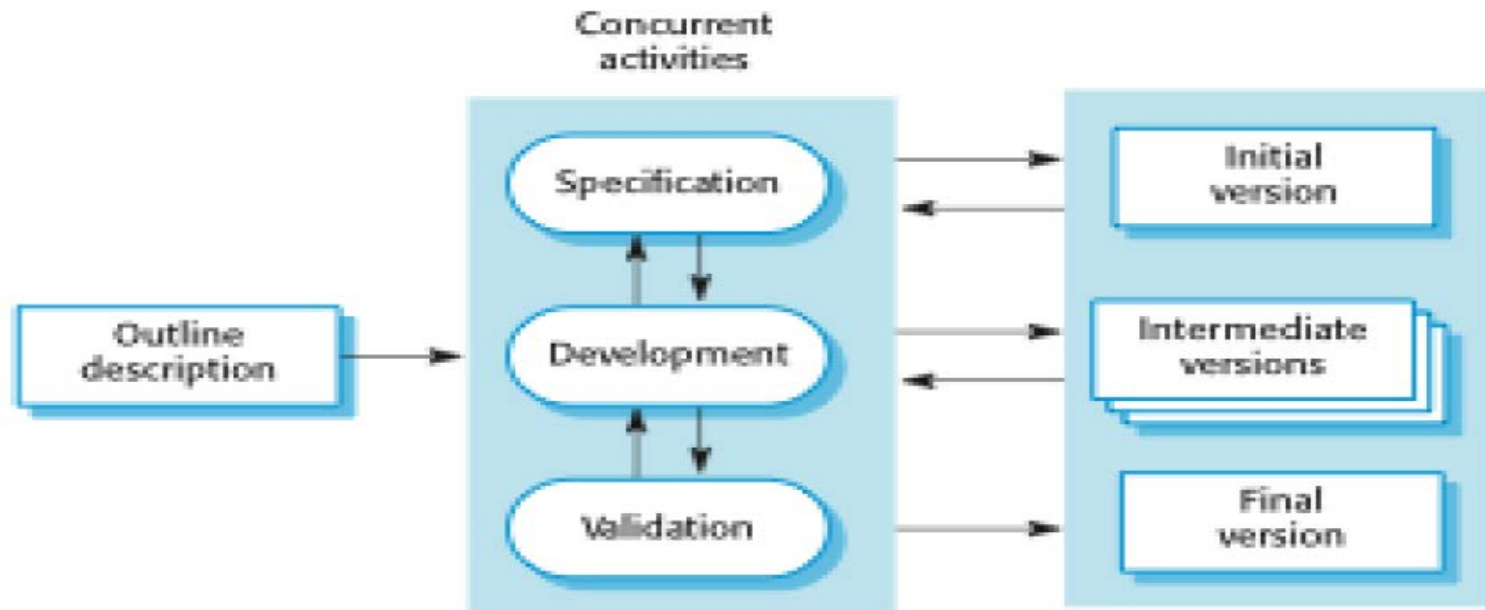 Concurrent
activities
Specification
Initial
version
Outline
description
Development
Intermediate
versions
Validation
Final
version